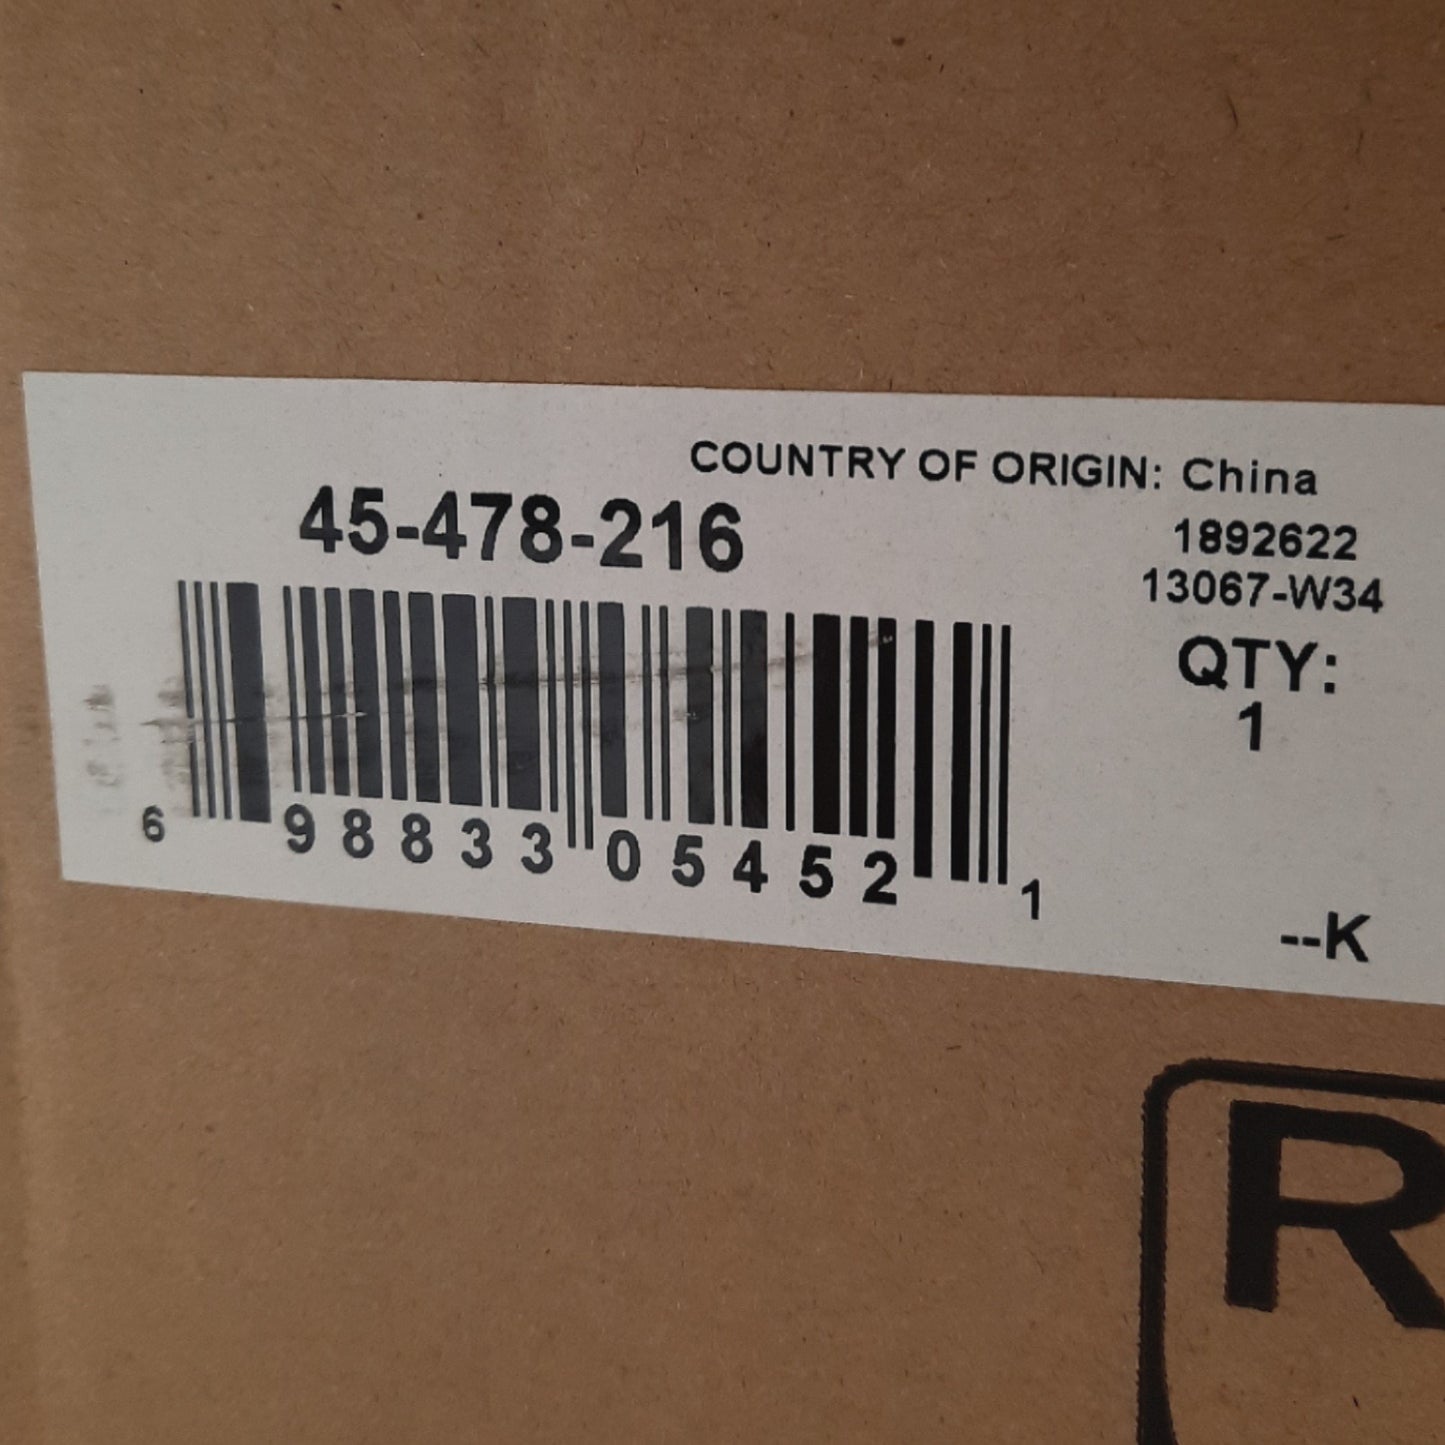 COUNTRY OF ORIGIN: China
45-478-216
1892622
13067-W34
QTY:
1
6 98833 05452 1
--K
R